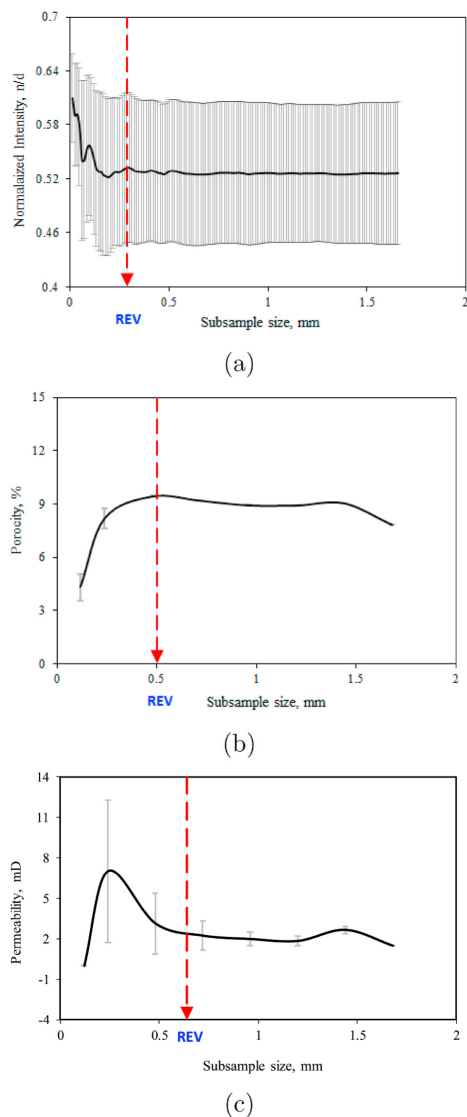 0.7
0.64
0.58
0.52
0.46
0.4
Normalaized Intensity, n/d
0 0.5 1 1.5 2
REV
Subsample size, mm
(a)
15
12
9
6
3
0
Porocity, %
0 0.5 1 1.5 2
REV
Subsample size, mm
(b)
14
11
8
5
2
-1
-4
Permeability, mD
0 0.5 1 1.5 2
REV
Subsample size, mm
(c)